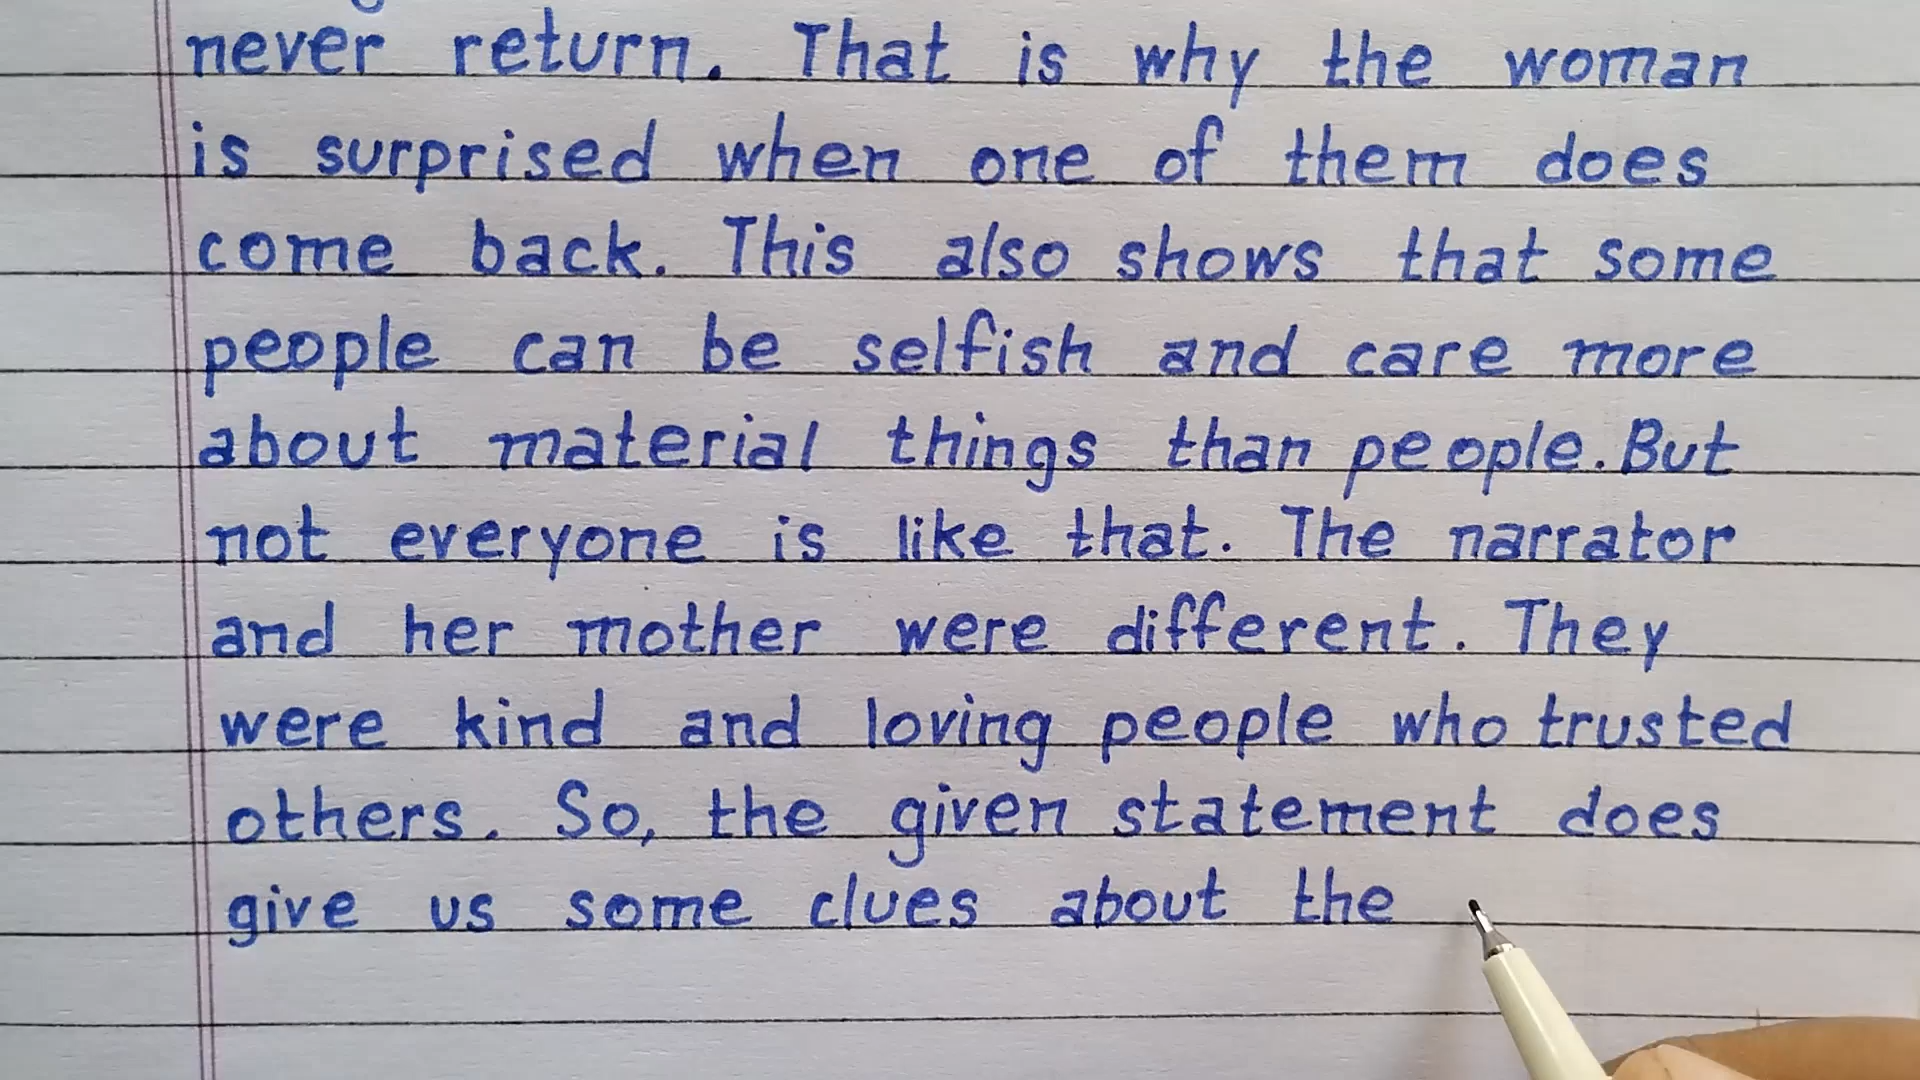 never return. That is why the woman
is surprised when one of them does
come back. This also shows that some
people can be selfish and care more
about material things than people. But
not everyone is like that. The narrator
and her mother were different. They
were kind and loving people who trusted
others. So, the given statement does
give us some clues about the